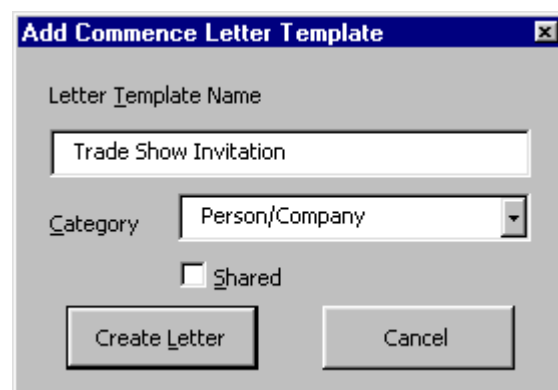 Add Commence Letter Template
Letter Template Name
Trade Show Invitation
Category Person/Company
Shared
Create Letter Cancel